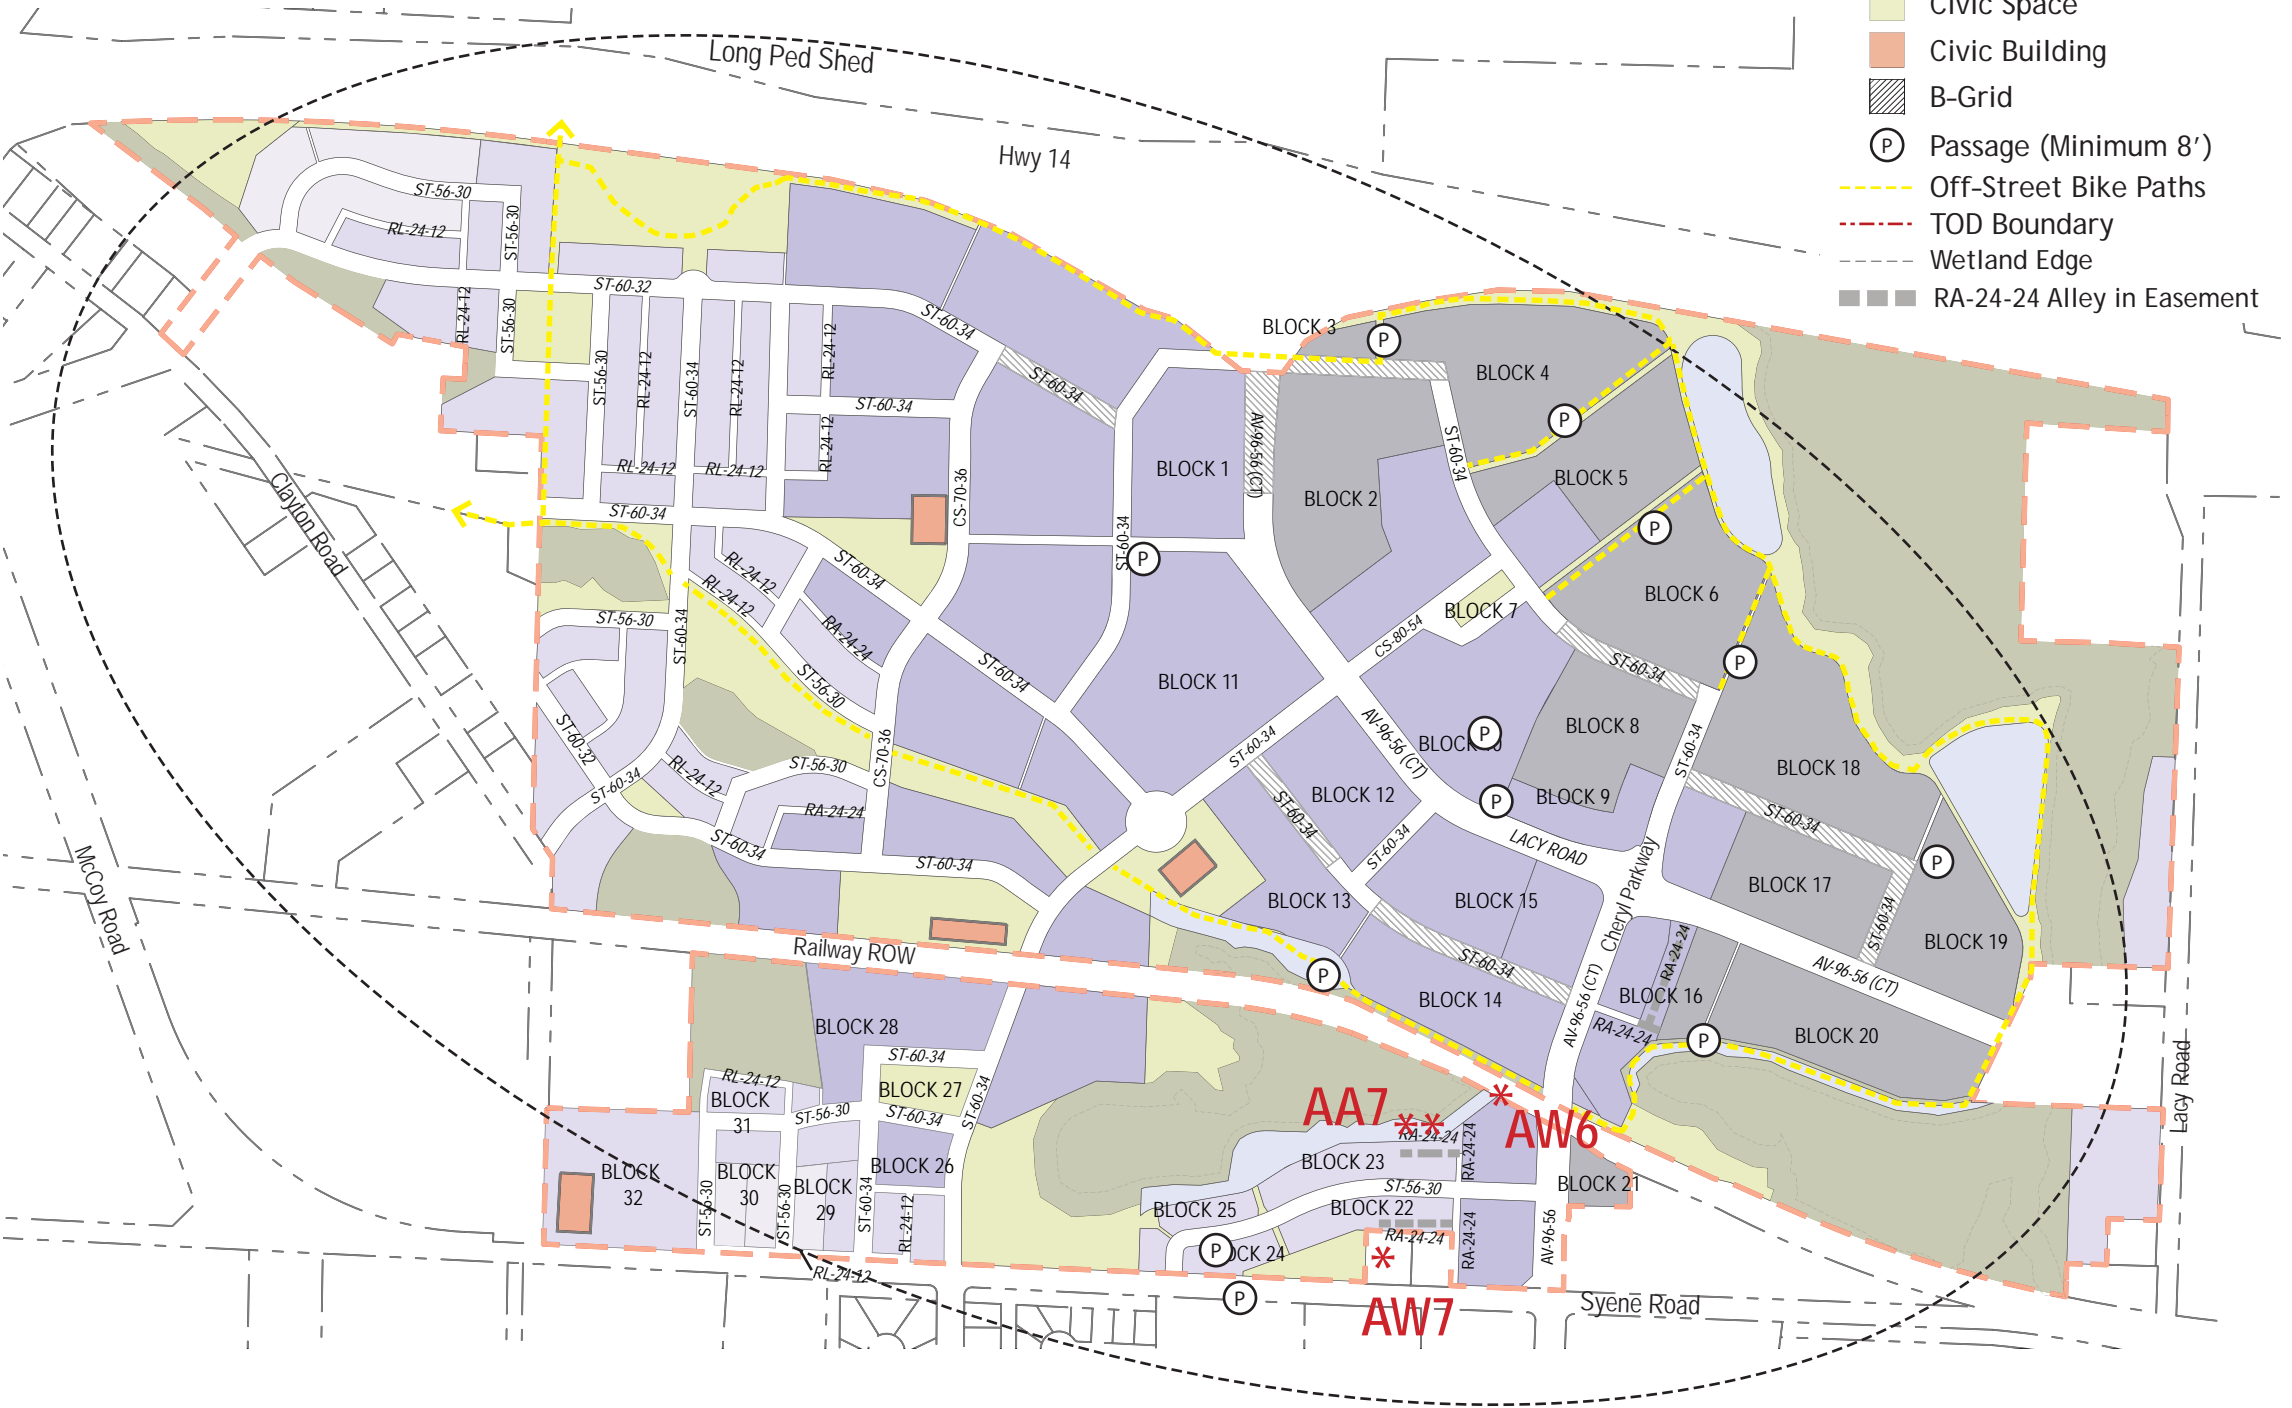 Civic Space
Civic Building
B-Grid
P
Passage (Minimum 8')
Off-Street Bike Paths
TOD Boundary
Wetland Edge
RA-24-24 Alley in Easement
Long Ped Shed
Hwy 14
ST-56-30
RL-24-12
ST-56-30
ST-60-32
RL-24-12
ST-56-30
ST-60-34
BLOCK 3
P
ST-60-34
RL-24-12
ST-56-30
RL-24-12
ST-60-34
RL-24-12
ST-60-34
BLOCK 4
P
AV-96-56 (CT)
ST-60-34
RL-24-12
RL-24-12
RL-24-12
BLOCK 1
BLOCK 2
BLOCK 5
CS-70-36
ST-60-34
Clayton Road
P
ST-60-34
P
RL-24-12
RL-24-12
ST-60-34
BLOCK 6
BLOCK 7
ST-56-30
ST-60-34
RA-24-24
CS-80-54
P
ST-56-30
ST-60-34
BLOCK 11
ST-60-34
ST-60-32
CS-70-36
ST-60-34
AV-96-56 (CT)
BLOCK 10
P
BLOCK 8
ST-60-34
RL-24-12
ST-56-30
ST-60-34
BLOCK 18
BLOCK 12
P
BLOCK 9
RA-24-24
ST-60-34
ST-60-34
ST-60-34
ST-60-34
ST-60-34
LACY ROAD
Cheryl Parkway
P
BLOCK 17
McCoy Road
BLOCK 13
BLOCK 15
ST-60-34
BLOCK 19
Railway ROW
P
ST-60-34
RA-24-24
AV-96-56 (CT)
BLOCK 14
BLOCK 16
AV-96-56 (CT)
RA-24-24
P
BLOCK 20
BLOCK 28
ST-60-34
RL-24-12
BLOCK 27
BLOCK
31
ST-56-30
ST-60-34
ST-60-34
Lacy Road
AA7
**
*
AW6
RA-24-24
RA-24-24
BLOCK 23
BLOCK 26
BLOCK
32
BLOCK
30
BLOCK
29
ST-56-30
ST-56-30
ST-60-34
RL-24-12
BLOCK 21
ST-56-30
BLOCK 22
BLOCK 25
RA-24-24
RA-24-24
AV-96-56
P
OCK 24
*
RL-24-12
P
AW7
Syene Road